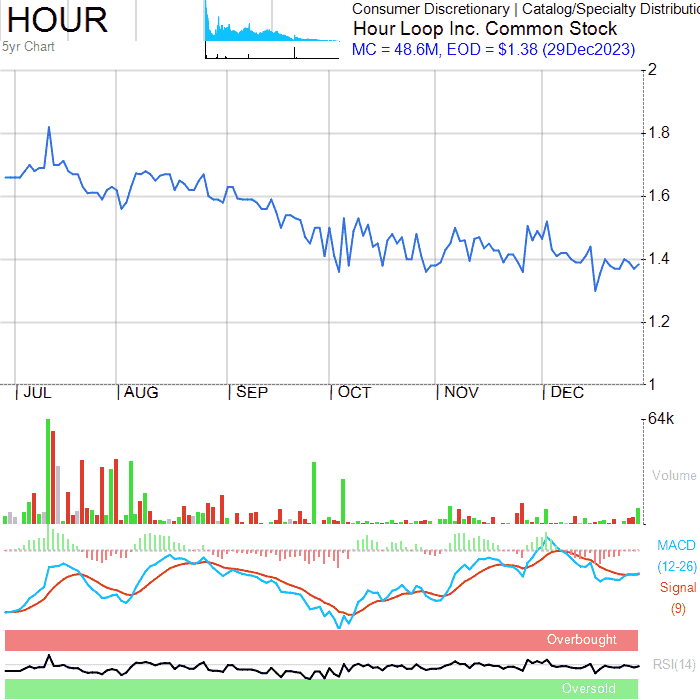 HOUR
5yr Chart
Consumer Discretionary | Catalog/Specialty Distributio
Hour Loop Inc. Common Stock
MC = 48.6M, EOD = $1.38 (29Dec2023)
2
1.8
1.6
1.4
1.2
1
JUL AUG SEP OCT NOV DEC
64k
Volume
MACD
(12-26)
Signal
(9)
Overbought
RSI(14)
Oversold